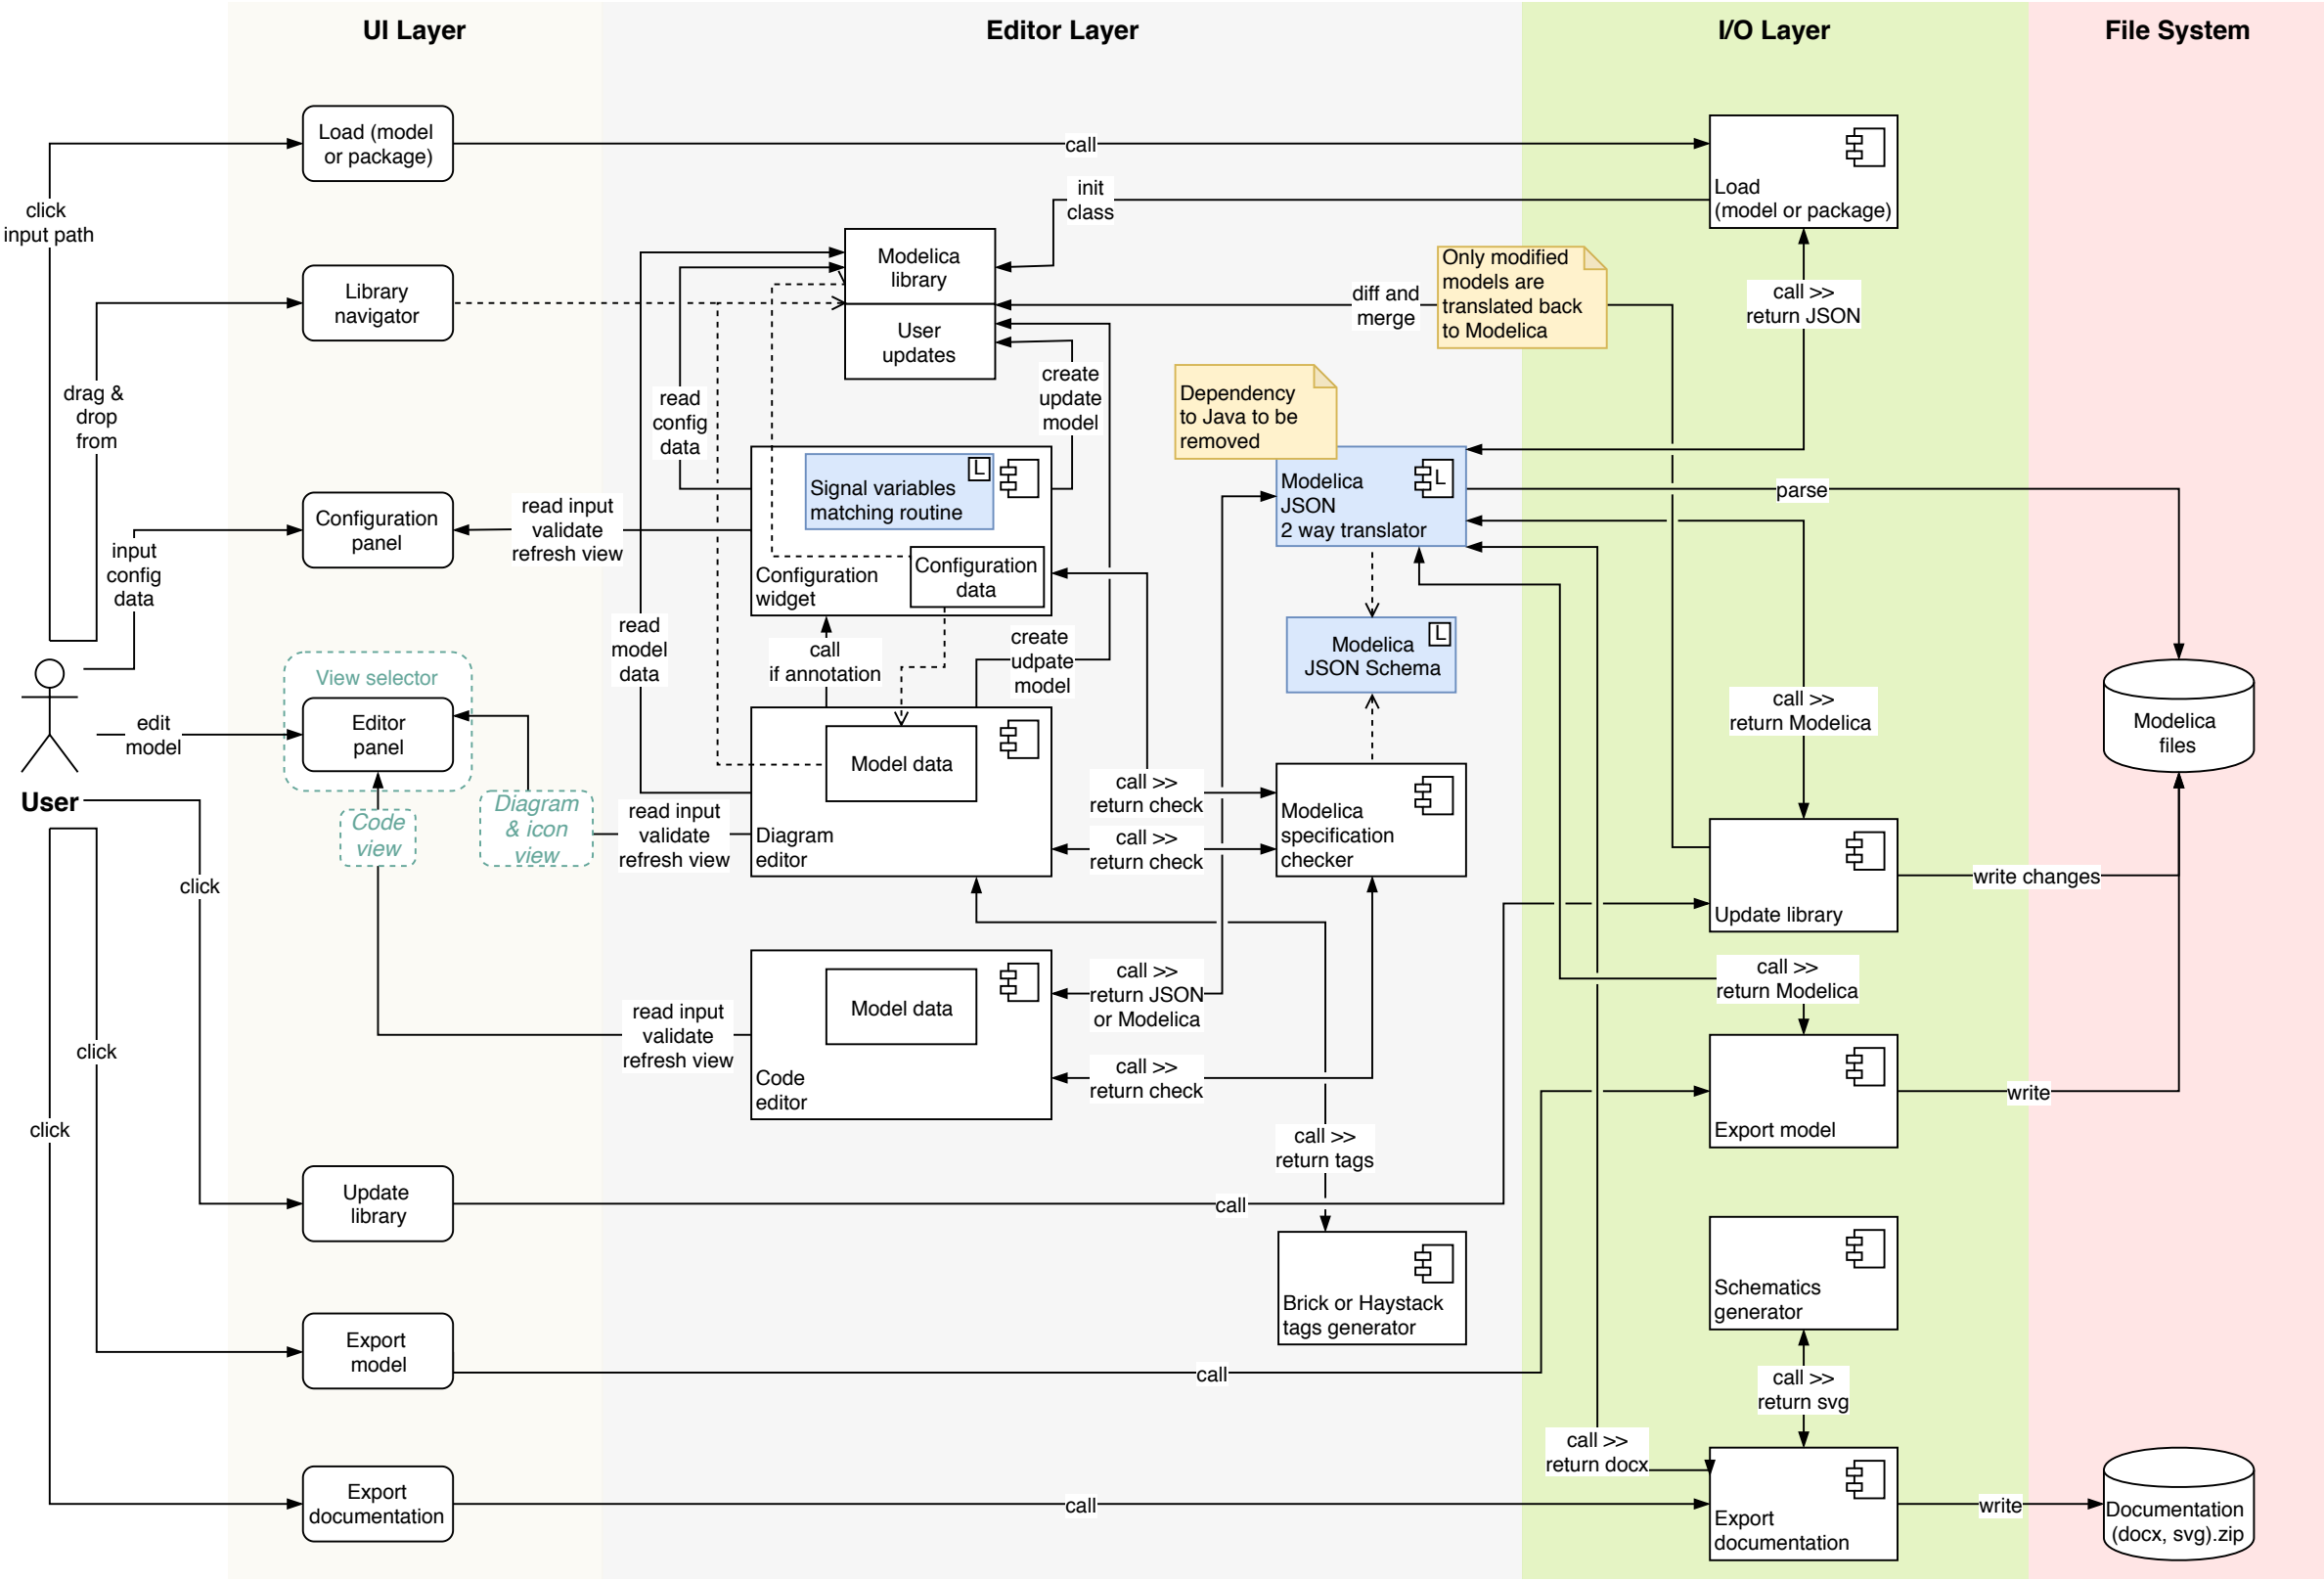 UI Layer
Editor Layer
I/O Layer
File System
Load (model
or package)
call
Load
(model or package)
click
input path
init
class
Modelica
library
User
updates
Library
navigator
Only modified
models are
translated back
to Modelica
diff and
merge
call >>
return JSON
drag &
drop
from
read
config
data
create
update
model
Dependency
to Java to be
removed
L
Signal variables
matching routine
L
Modelica
JSON
2 way translator
parse
Configuration
panel
read input
validate
refresh view
input
config
data
Configuration
widget
Configuration
data
read
model
data
call
if annotation
create
udpate
model
L
Modelica
JSON Schema
View selector
Editor
panel
edit
model
call >>
return Modelica
Modelica
files
Model data
User
Code
view
Diagram
& icon
view
read input
validate
refresh view
Diagram
editor
call >>
return check
call >>
return check
Modelica
specification
checker
click
write changes
Update library
call >>
return JSON
or Modelica
call >>
return Modelica
Model data
read input
validate
refresh view
click
Code
editor
call >>
return check
write
Export model
click
call >>
return tags
Update
library
call
Brick or Haystack
tags generator
Schematics
generator
Export
model
call
call >>
return svg
call >>
return docx
Export
documentation
call
Export
documentation
write
Documentation
(docx, svg).zip